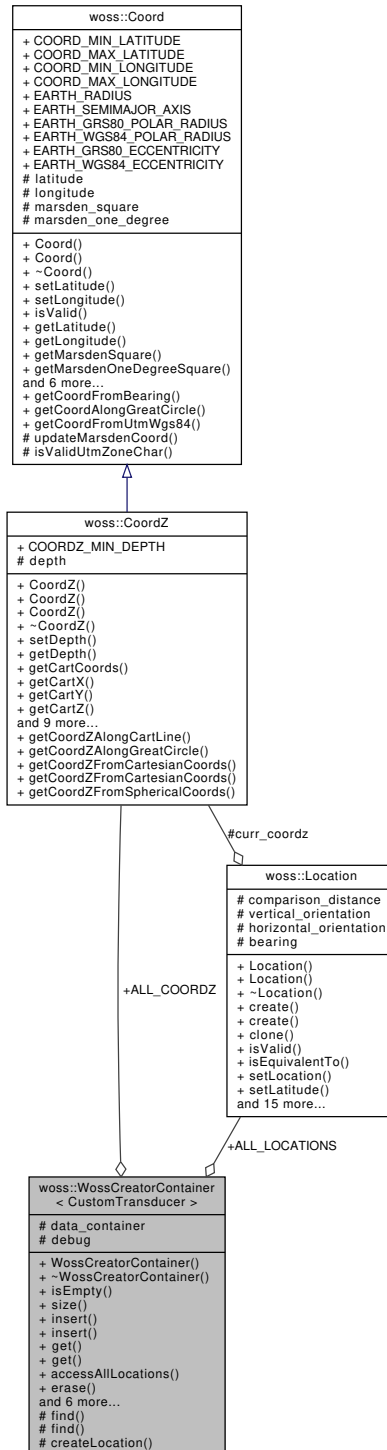 woss::Coord
+ COORD_MIN_LATITUDE
+ COORD_MAX_LATITUDE
+ COORD_MIN_LONGITUDE
+ COORD_MAX_LONGITUDE
+ EARTH_RADIUS
+ EARTH_SEMIMAJOR_AXIS
+ EARTH_GRS80_POLAR_RADIUS
+ EARTH_WGS84_POLAR_RADIUS
+ EARTH_GRS80_ECCENTRICITY
+ EARTH_WGS84_ECCENTRICITY
# latitude
# longitude
# marsden_square
# marsden_one_degree
+ Coord()
+ Coord()
+ ~Coord()
+ setLatitude()
+ setLongitude()
+ isValid()
+ getLatitude()
+ getLongitude()
+ getMarsdenSquare()
+ getMarsdenOneDegreeSquare()
and 6 more...
+ getCoordFromBearing()
+ getCoordAlongGreatCircle()
+ getCoordFromUtmWgs84()
# updateMarsdenCoord()
# isValidUtmZoneChar()
woss::CoordZ
+ COORDZ_MIN_DEPTH
# depth
+ CoordZ()
+ CoordZ()
+ CoordZ()
+ ~CoordZ()
+ setDepth()
+ getDepth()
+ getCartCoords()
+ getCartX()
+ getCartY()
+ getCartZ()
and 9 more...
+ getCoordZAlongCartLine()
+ getCoordZAlongGreatCircle()
+ getCoordZFromCartesianCoords()
+ getCoordZFromCartesianCoords()
+ getCoordZFromSphericalCoords()
#curr_coordz
woss::Location
# comparison_distance
# vertical_orientation
# horizontal_orientation
# bearing
+ Location()
+ Location()
+ ~Location()
+ create()
+ create()
+ clone()
+ isValid()
+ isEquivalentTo()
+ setLocation()
+ setLatitude()
and 15 more...
+ALL_COORDZ
+ALL_LOCATIONS
woss::WossCreatorContainer
< CustomTransducer >
# data_container
# debug
+ WossCreatorContainer()
+ ~WossCreatorContainer()
+ isEmpty()
+ size()
+ insert()
+ insert()
+ get()
+ get()
+ accessAllLocations()
+ erase()
and 6 more...
# find()
# find()
# createLocation()